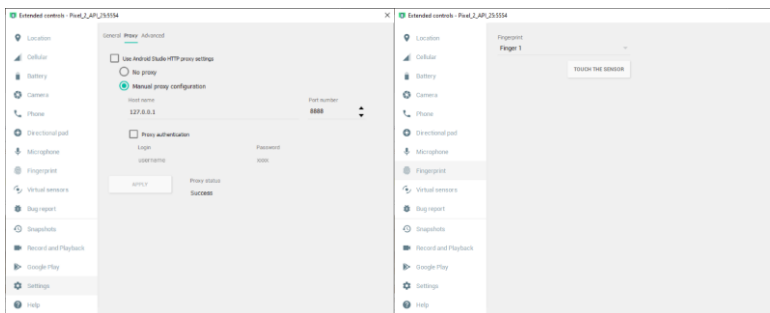 Extended controls - Pixel_2_API_25:5554
Location
Cellular
Battery
Camera
Phone
Directional pad
Microphone
Fingerprint
Virtual sensors
Bug report
Snapshots
Record and Playback
Google Play
Settings
Help
General Proxy Advanced
Use Android Studio HTTP proxy settings
No proxy
Manual proxy configuration
Host name Port number
127.0.0.1 8888
Proxy authentication
Login Password
username
APPLY
Proxy status
Success
Extended controls - Pixel_2_API_25:5554
Location
Cellular
Battery
Camera
Phone
Directional pad
Microphone
Fingerprint
Virtual sensors
Bug report
Snapshots
Record and Playback
Google Play
Settings
Help
Fingerprint
Finger 1
TOUCH THE SENSOR